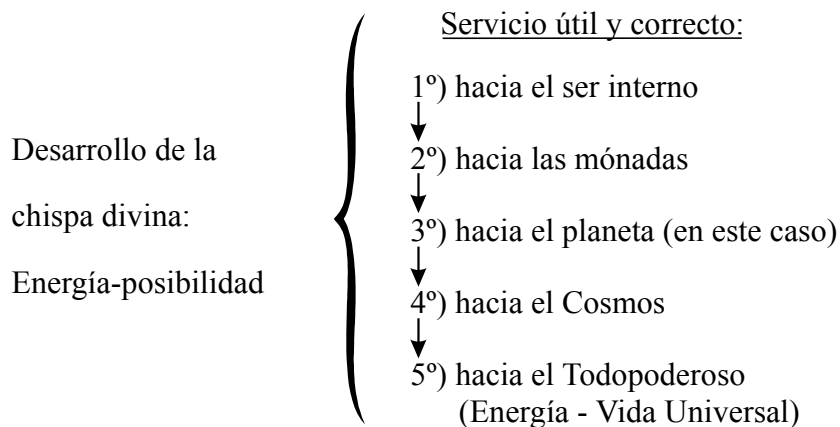 Desarrollo de la
chispa divina:
Energía-posibilidad
Servicio útil y correcto:
1º) hacia el ser interno
2º) hacia las mónadas
3º) hacia el planeta (en este caso)
4º) hacia el Cosmos
5º) hacia el Todopoderoso
(Energía - Vida Universal)